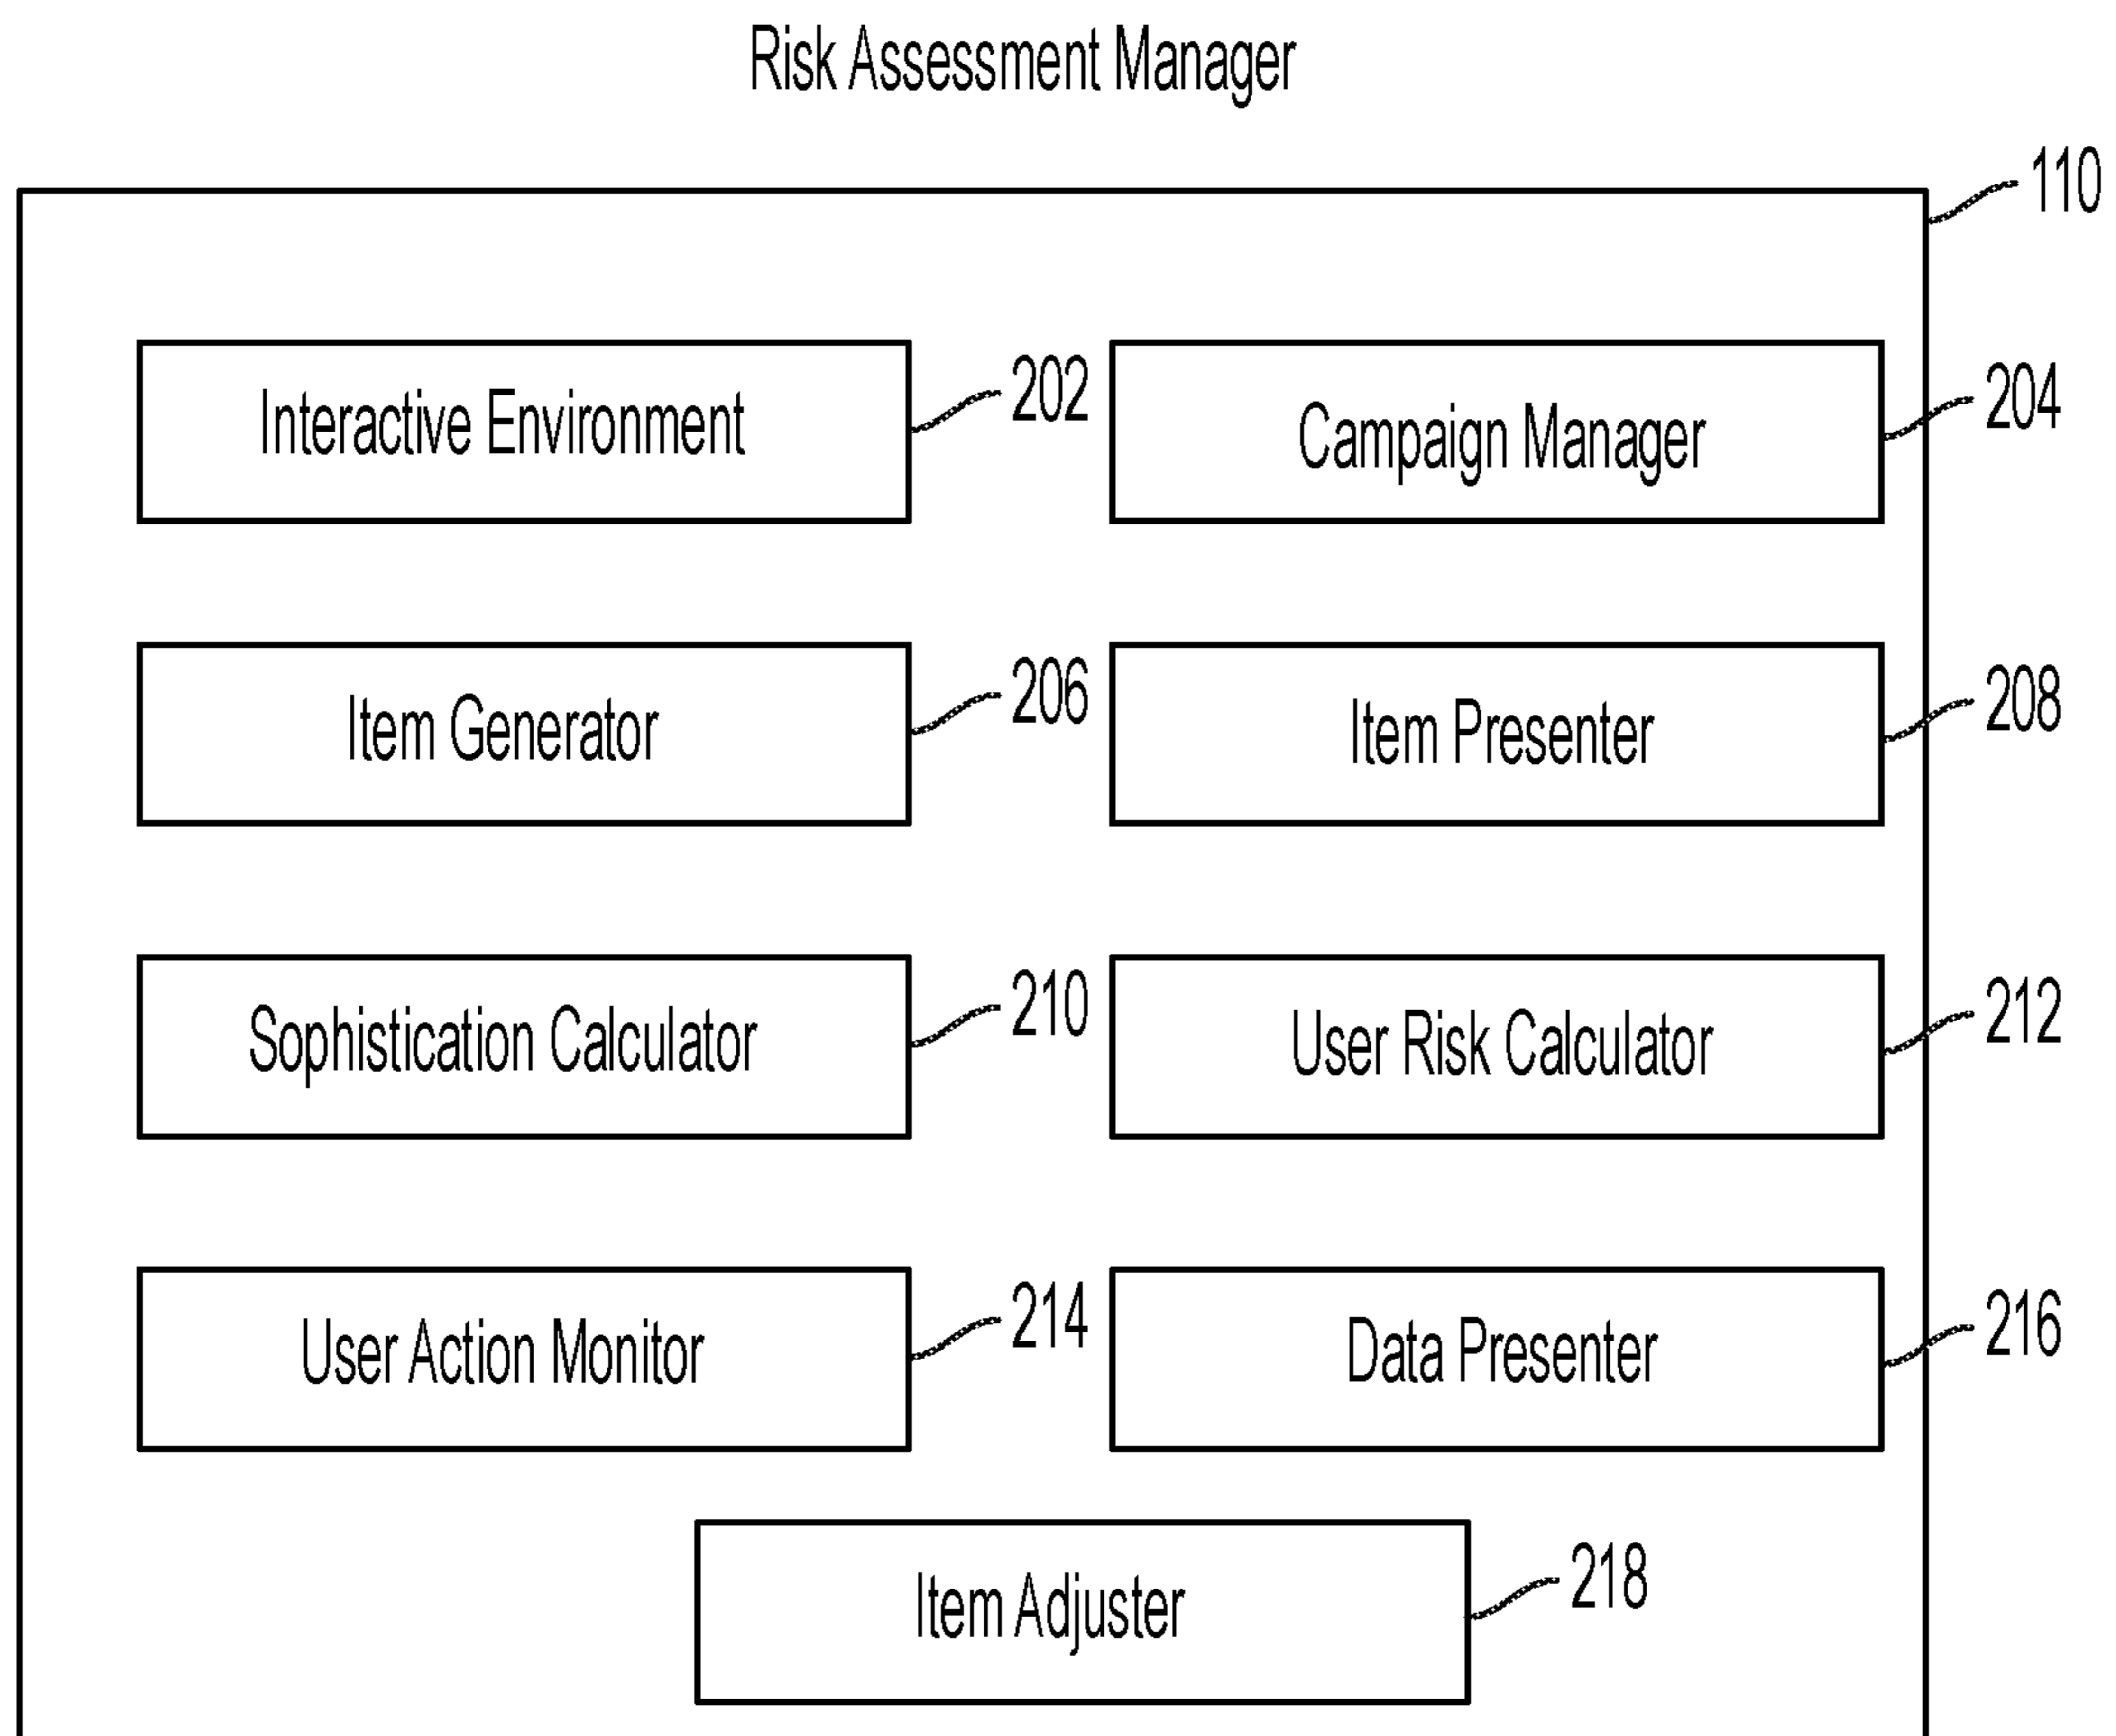 Risk Assessment Manager
110
Interactive Environment 202
Campaign Manager 204
Item Generator 206
Item Presenter 208
Sophistication Calculator 210
User Risk Calculator 212
User Action Monitor 214
Data Presenter 216
Item Adjuster 218